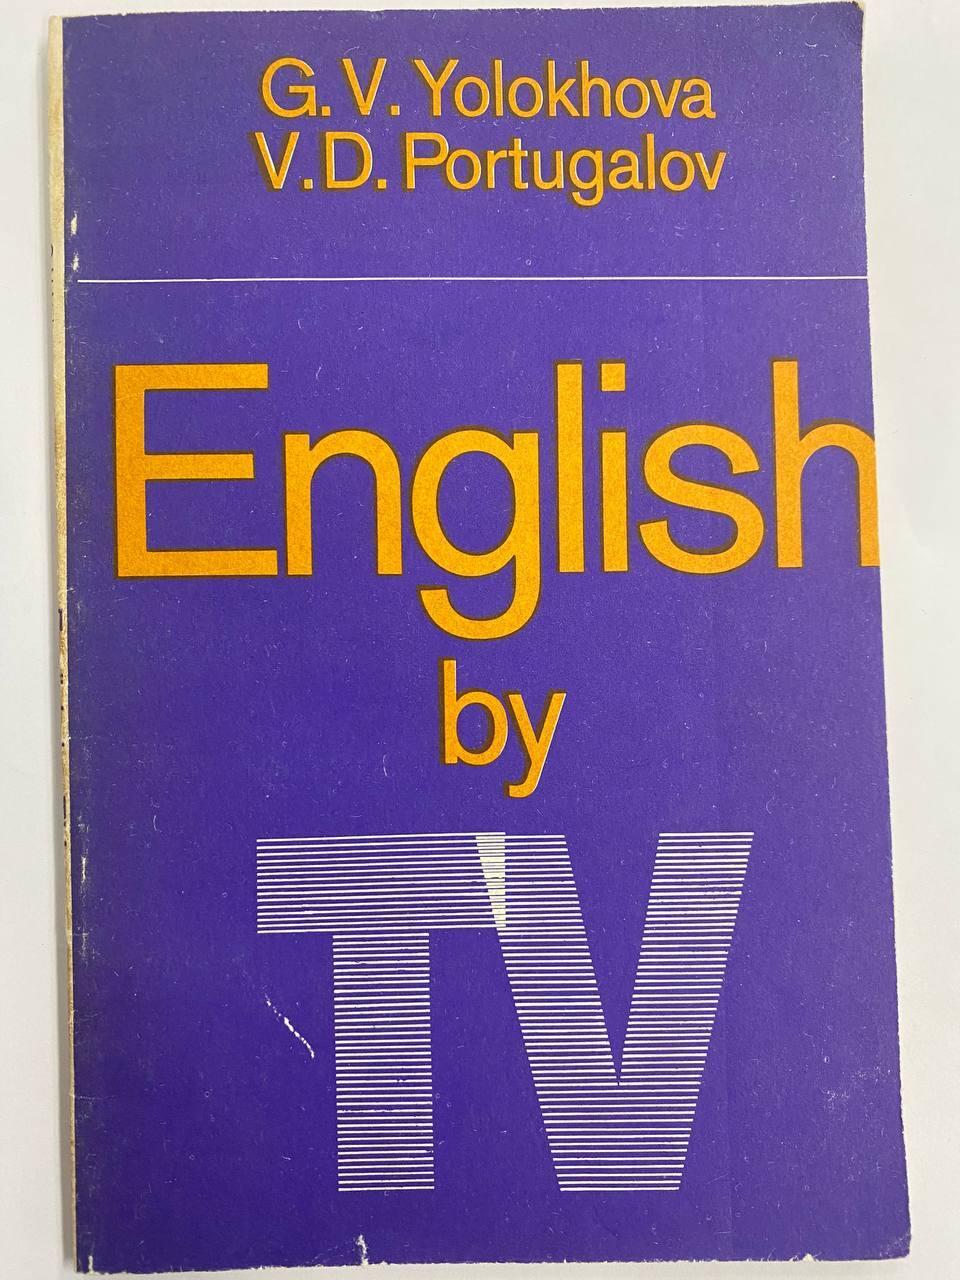 G. V. Yolokhova
V. D. Portugalov
English
by
TV